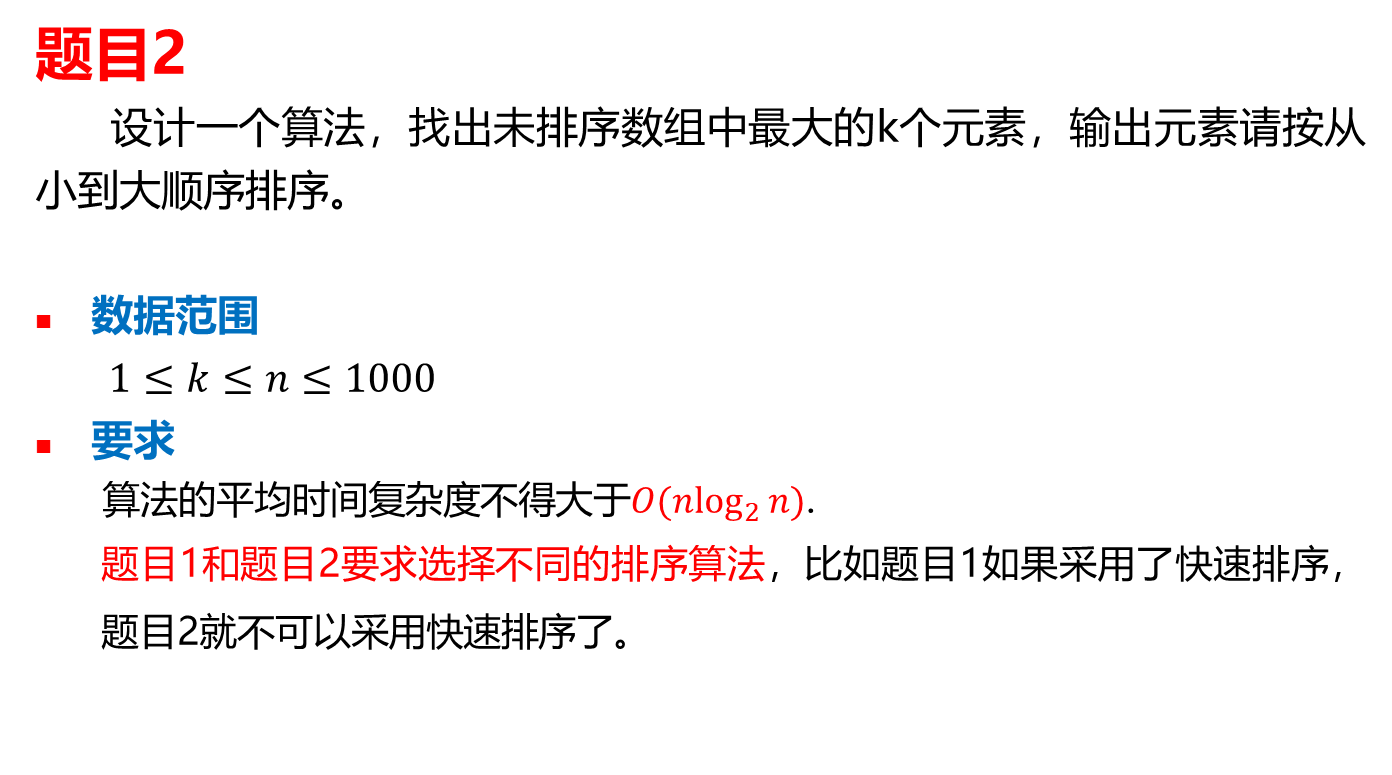 题目2
设计一个算法，找出未排序数组中最大的k个元素，输出元素请按从
小到大顺序排序。
▪ 数据范围
1 ≤ k ≤ n ≤ 1000
▪ 要求
算法的平均时间复杂度不得大于O(nlog₂ n).
题目1和题目2要求选择不同的排序算法，比如题目1如果采用了快速排序，
题目2就不可以采用快速排序了。